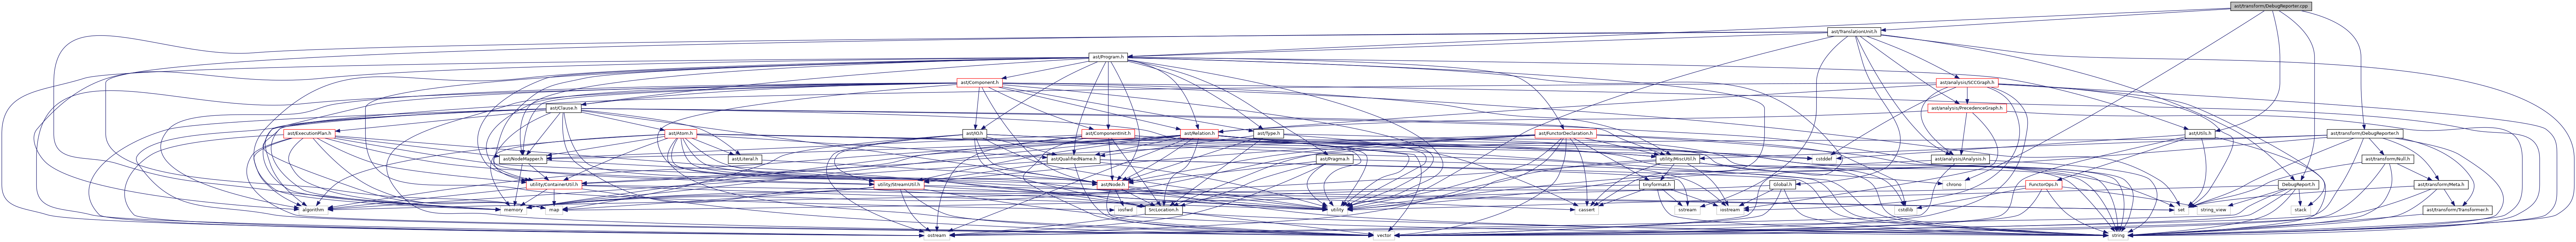 ast/transform/DebugReporter.cpp
ast/TranslationUnit.h
ast/Program.h
ast/Component.h
ast/analysis/SCCGraph.h
ast/Clause.h
ast/analysis/PrecedenceGraph.h
ast/ExecutionPlan.h
ast/Atom.h
ast/IO.h
ast/ComponentInit.h
ast/Relation.h
ast/Type.h
ast/FunctorDeclaration.h
ast/Utils.h
ast/transform/DebugReporter.h
ast/NodeMapper.h
ast/Literal.h
ast/QualifiedName.h
ast/Pragma.h
utility/MiscUtil.h
cstddef
ast/analysis/Analysis.h
ast/transform/Null.h
utility/ContainerUtil.h
utility/StreamUtil.h
ast/Node.h
tinyformat.h
Global.h
chrono
FunctorOps.h
DebugReport.h
ast/transform/Meta.h
algorithm
memory
map
iosfwd
SrcLocation.h
utility
cassert
sstream
iostream
cstdlib
set
string_view
stack
ast/transform/Transformer.h
ostream
vector
string